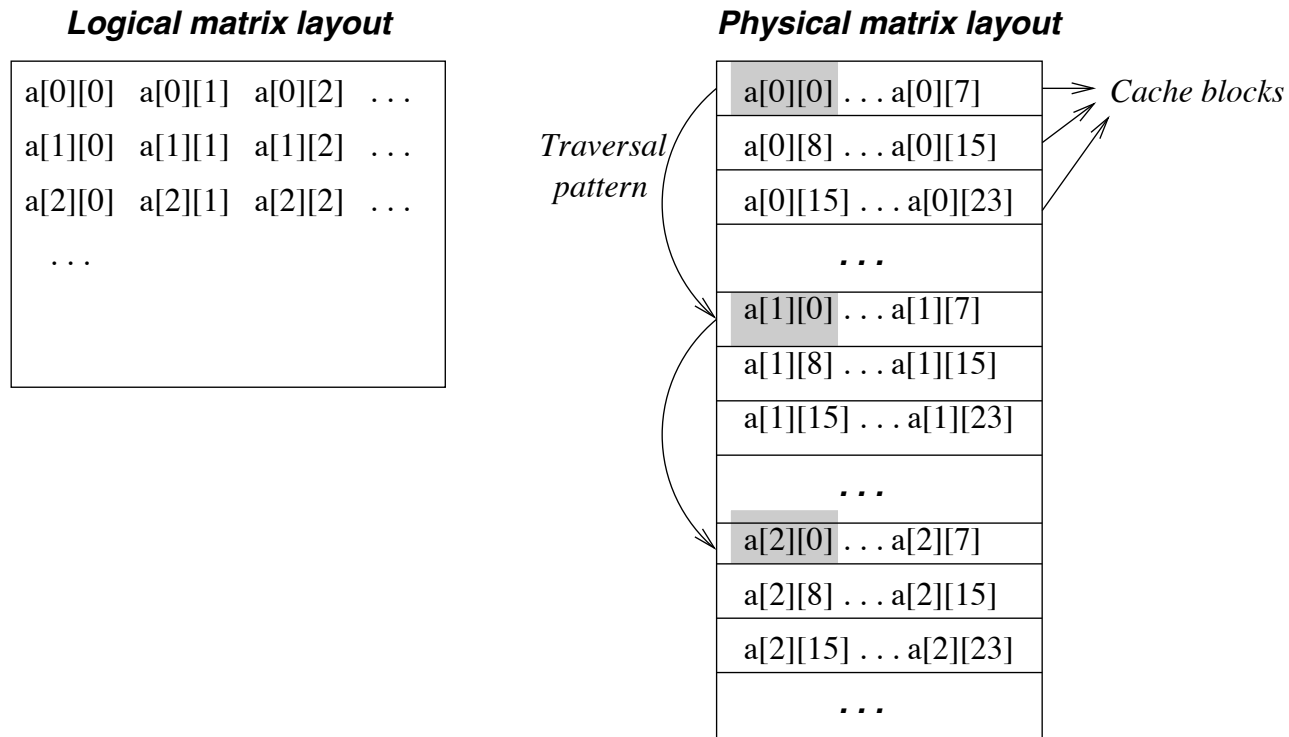 Logical matrix layout
a[0][0] a[0][1] a[0][2] . . .
a[1][0] a[1][1] a[1][2] . . .
a[2][0] a[2][1] a[2][2] . . .
. . .
Physical matrix layout
Traversal
pattern
a[0][0] . . . a[0][7]
a[0][8] . . . a[0][15]
a[0][15] . . . a[0][23]
. . .
a[1][0] . . . a[1][7]
a[1][8] . . . a[1][15]
a[1][15] . . . a[1][23]
. . .
a[2][0] . . . a[2][7]
a[2][8] . . . a[2][15]
a[2][15] . . . a[2][23]
. . .
Cache blocks